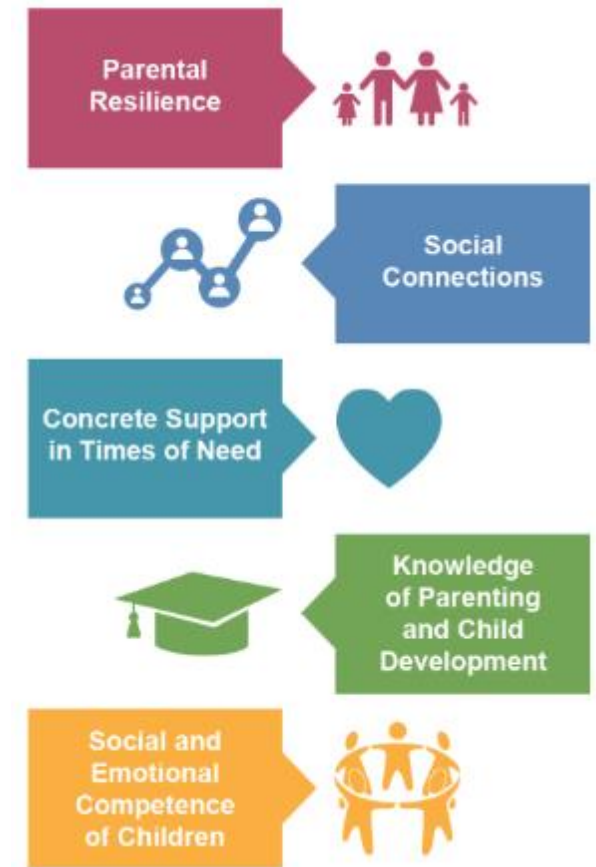 Parental
Resilience
Social
Connections
Concrete Support
in Times of Need
Knowledge
of Parenting
and Child
Development
Social and
Emotional
Competence
of Children